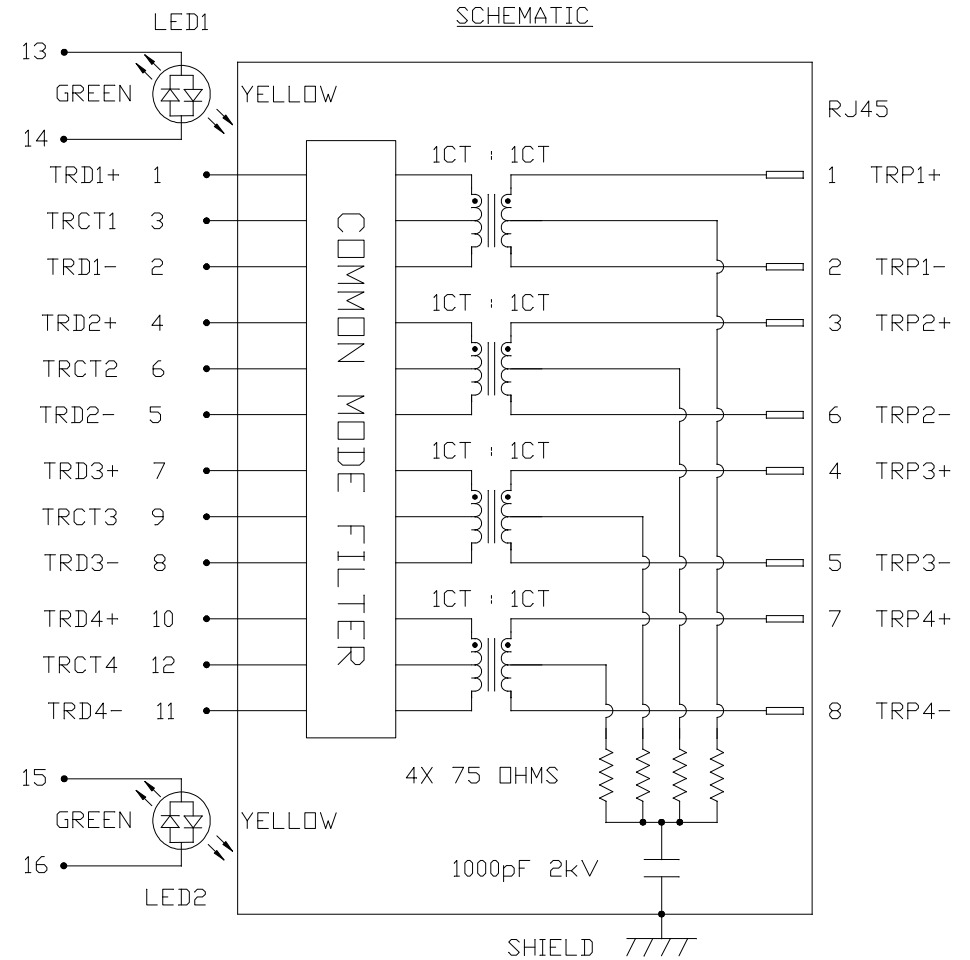 SCHEMATIC
LED1
13
GREEN YELLOW
14
RJ45
1CT : 1CT
TRD1+ 1 1 TRP1+
TRCT1 3
TRD1- 2 2 TRP1-
1CT : 1CT
TRD2+ 4 3 TRP2+
TRCT2 6
TRD2- 5 6 TRP2-
1CT : 1CT
TRD3+ 7 4 TRP3+
TRCT3 9
TRD3- 8 5 TRP3-
1CT : 1CT
TRD4+ 10 7 TRP4+
TRCT4 12
TRD4- 11 8 TRP4-
COMMON MODE FILTER
4X 75 OHMS
15
GREEN YELLOW
16
LED2
1000pF 2kV
SHIELD